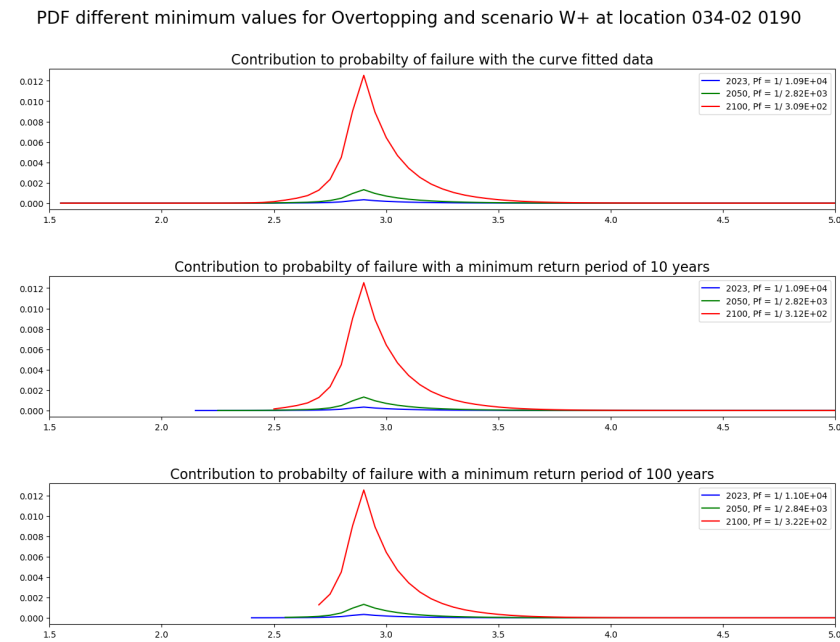 PDF different minimum values for Overtopping and scenario W+ at location 034-02 0190
Contribution to probabilty of failure with the curve fitted data
0.012
0.010
0.008
0.006
0.004
0.002
0.000
2023, Pf = 1/ 1.09E+04
2050, Pf = 1/ 2.82E+03
2100, Pf = 1/ 3.09E+02
1.5 2.0 2.5 3.0 3.5 4.0 4.5 5.0
Contribution to probabilty of failure with a minimum return period of 10 years
0.012
0.010
0.008
0.006
0.004
0.002
0.000
2023, Pf = 1/ 1.09E+04
2050, Pf = 1/ 2.82E+03
2100, Pf = 1/ 3.12E+02
1.5 2.0 2.5 3.0 3.5 4.0 4.5 5.0
Contribution to probabilty of failure with a minimum return period of 100 years
0.012
0.010
0.008
0.006
0.004
0.002
0.000
2023, Pf = 1/ 1.10E+04
2050, Pf = 1/ 2.84E+03
2100, Pf = 1/ 3.22E+02
1.5 2.0 2.5 3.0 3.5 4.0 4.5 5.0